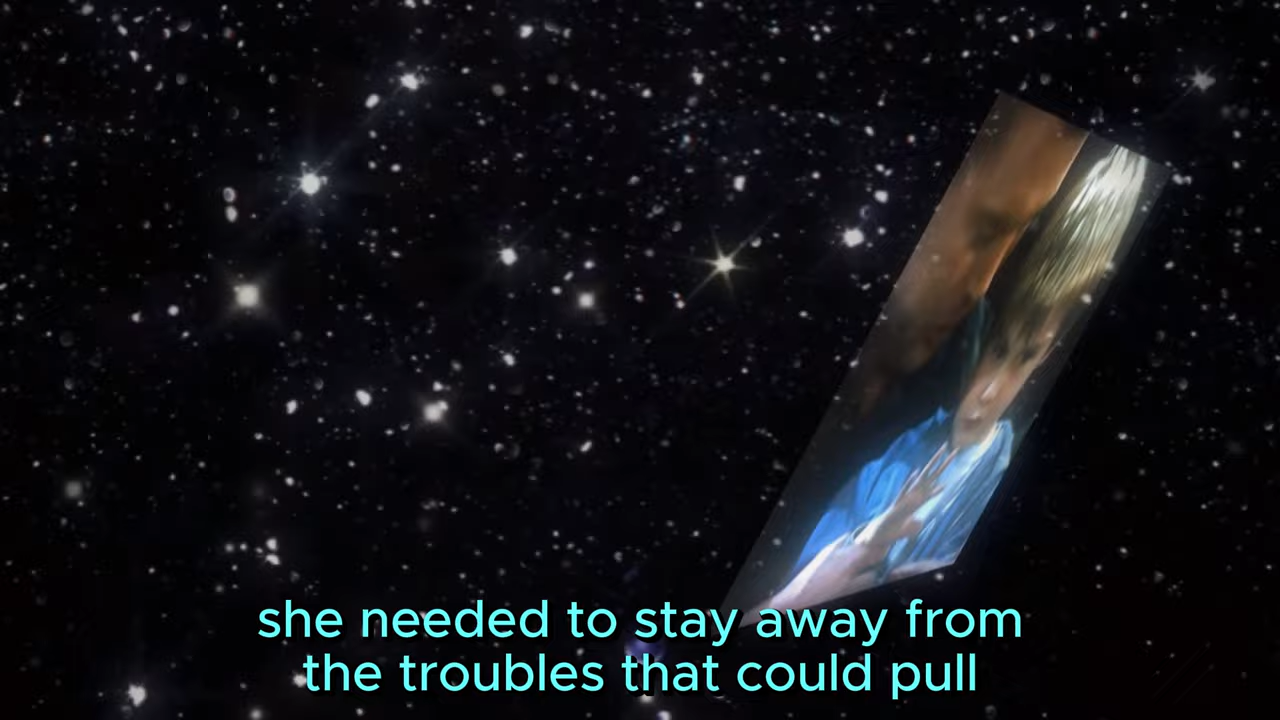 she needed to stay away from
the troubles that could pull